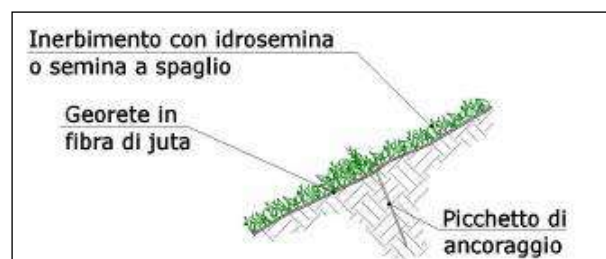 Inerbimento con idrosemina
o semina a spaglio
Georete in
fibra di juta
Picchetto di
ancoraggio